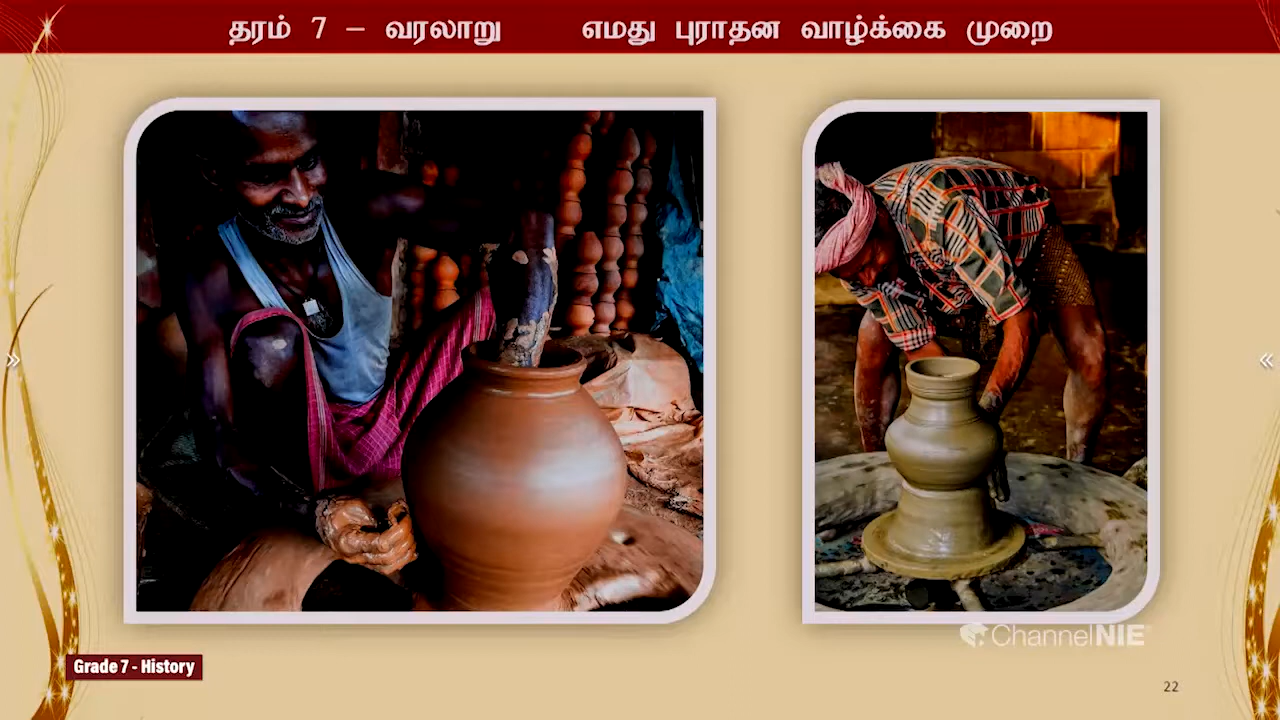 தரம் 7 – வரலாறு எமது புராதன வாழ்க்கை முறை
ChannelNIE
Grade 7 - History
22